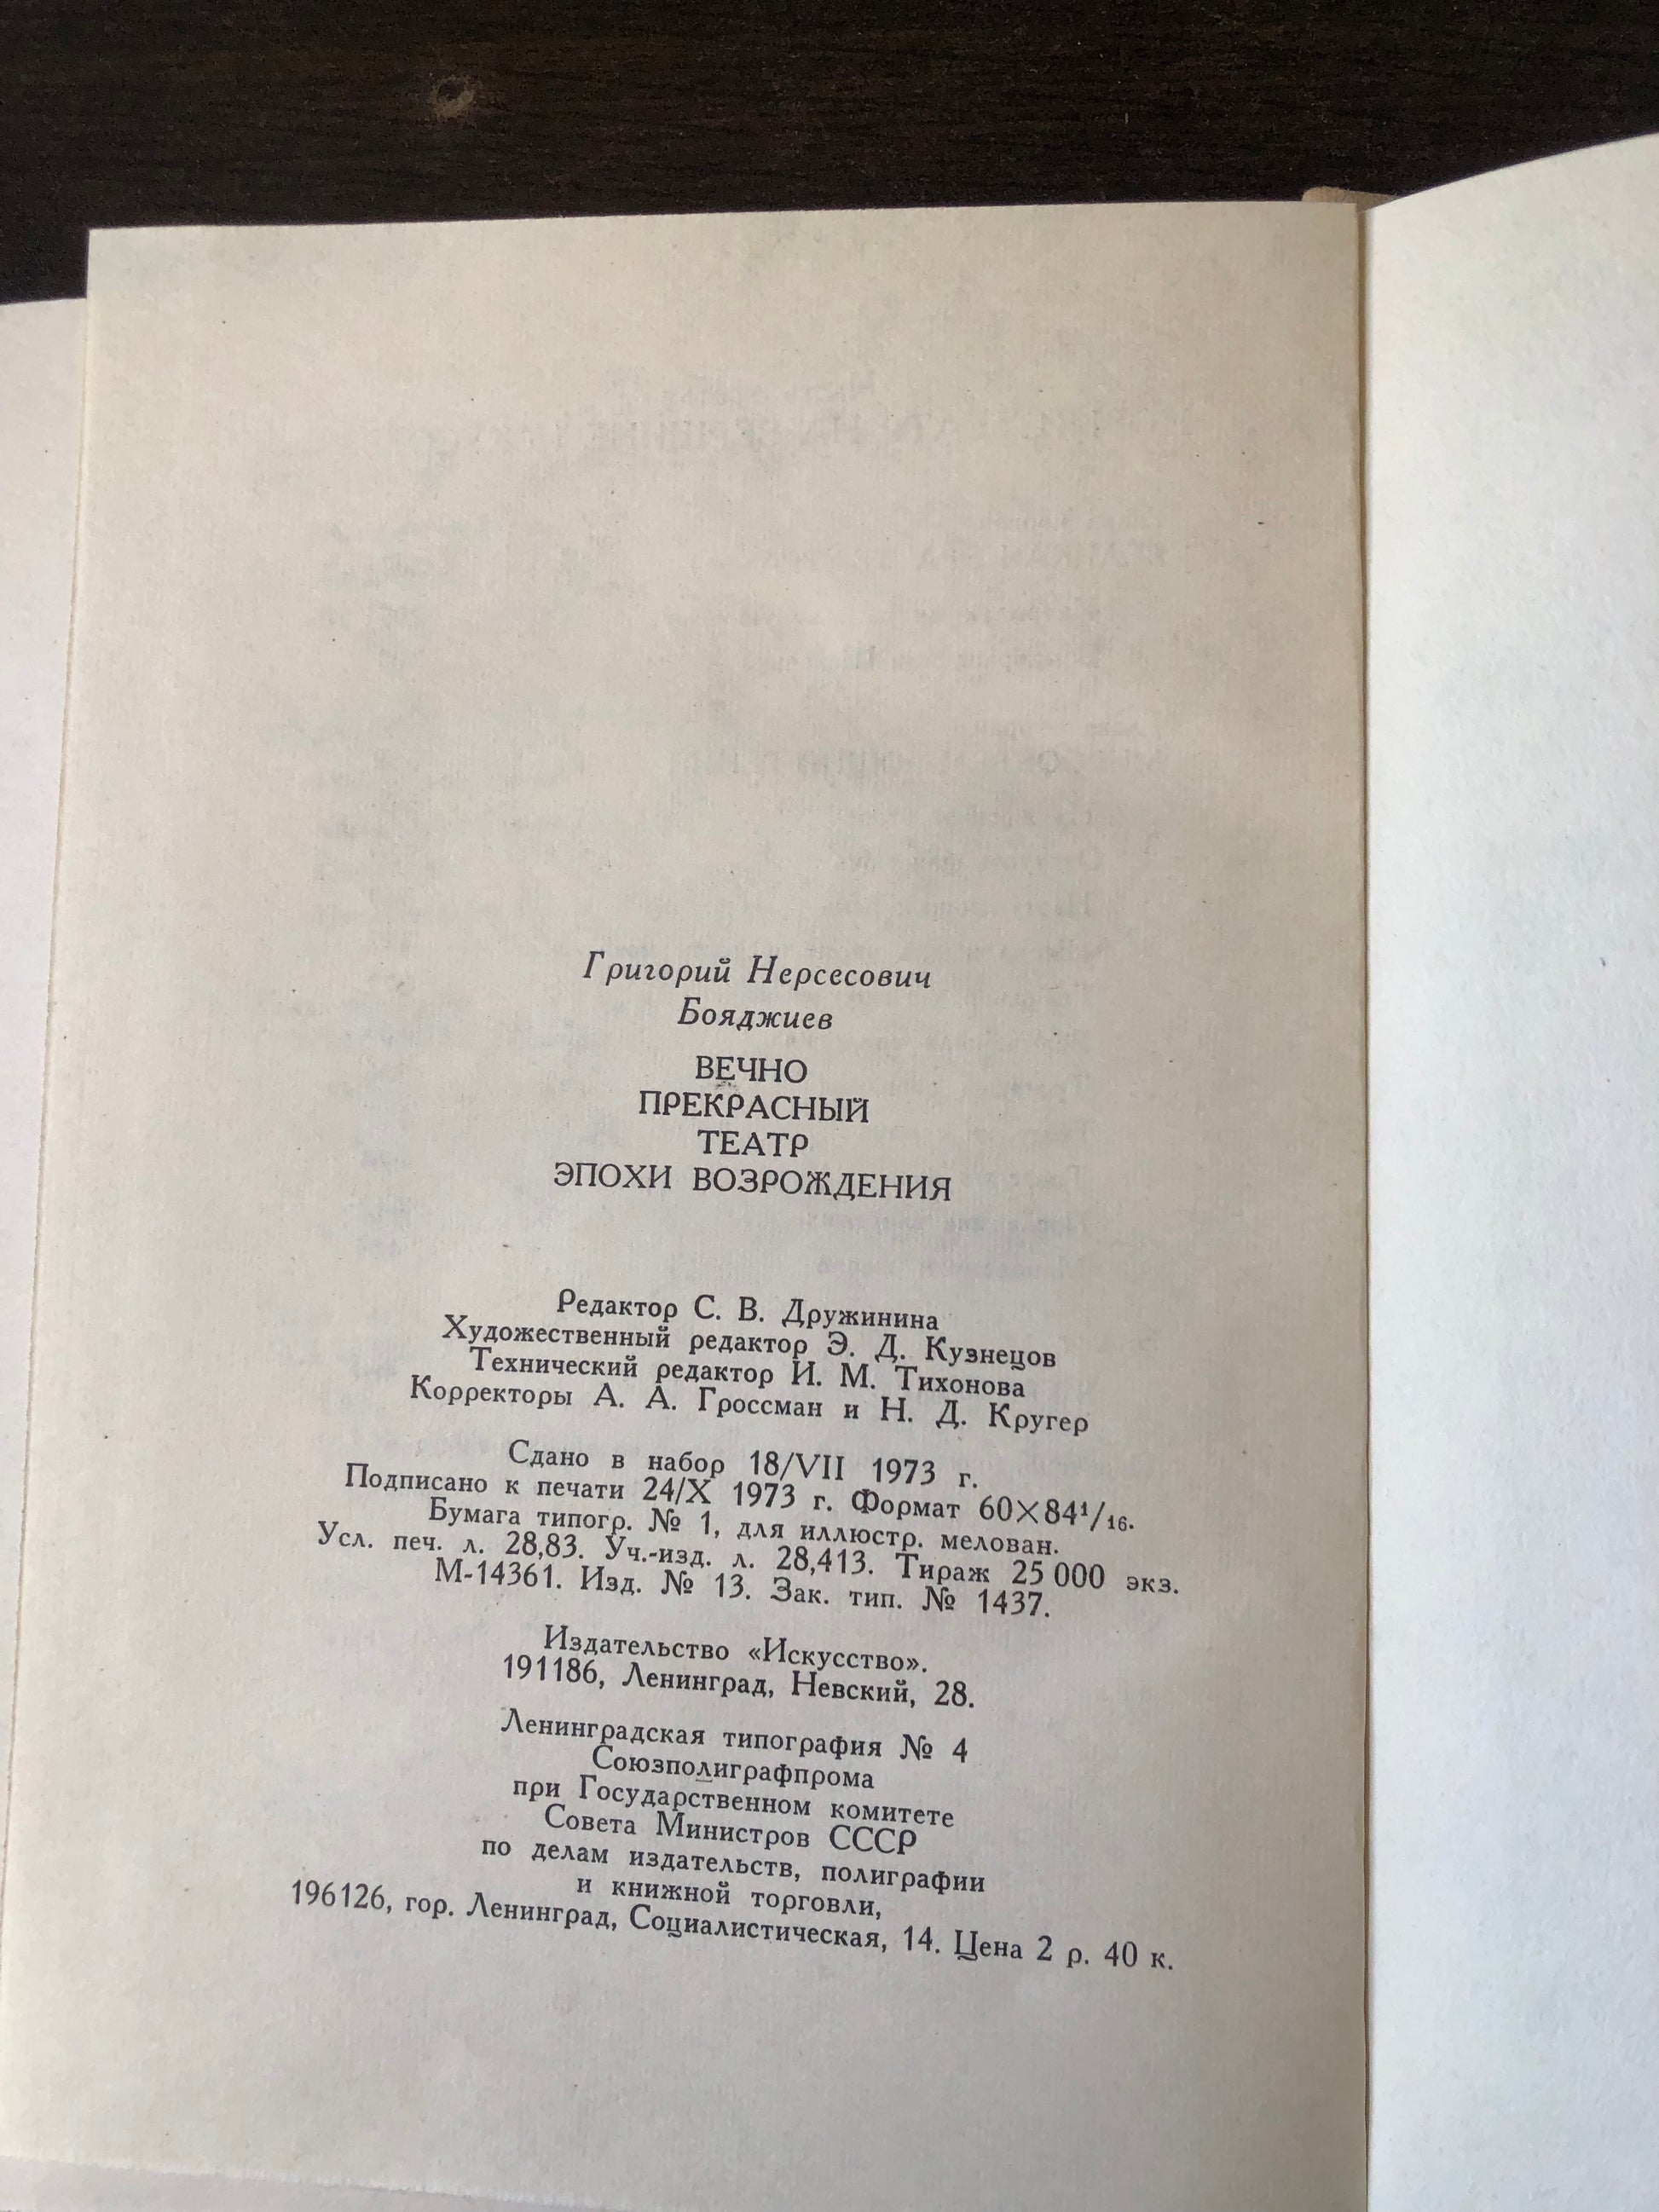 Григорий Нерсесович
Бояджиев
ВЕЧНО
ПРЕКРАСНЫЙ
ТЕАТР
ЭПОХИ ВОЗРОЖДЕНИЯ
Редактор С. В. Дружинина
Художественный редактор Э. Д. Кузнецов
Технический редактор И. М. Тихонова
Корректоры А. А. Гроссман и Н. Д. Кругер
Сдано в набор 18/VII 1973 г.
Подписано к печати 24/X 1973 г. Формат 60×84¹/₁₆.
Бумага типогр. № 1, для иллюстр. мелован.
Усл. печ. л. 28,83. Уч.-изд. л. 28,413. Тираж 25 000 экз.
М-14361. Изд. № 13. Зак. тип. № 1437.
Издательство «Искусство».
191186, Ленинград, Невский, 28.
Ленинградская типография № 4
Союзполиграфпрома
при Государственном комитете
Совета Министров СССР
по делам издательств, полиграфии
и книжной торговли,
196126, гор. Ленинград, Социалистическая, 14. Цена 2 р. 40 к.